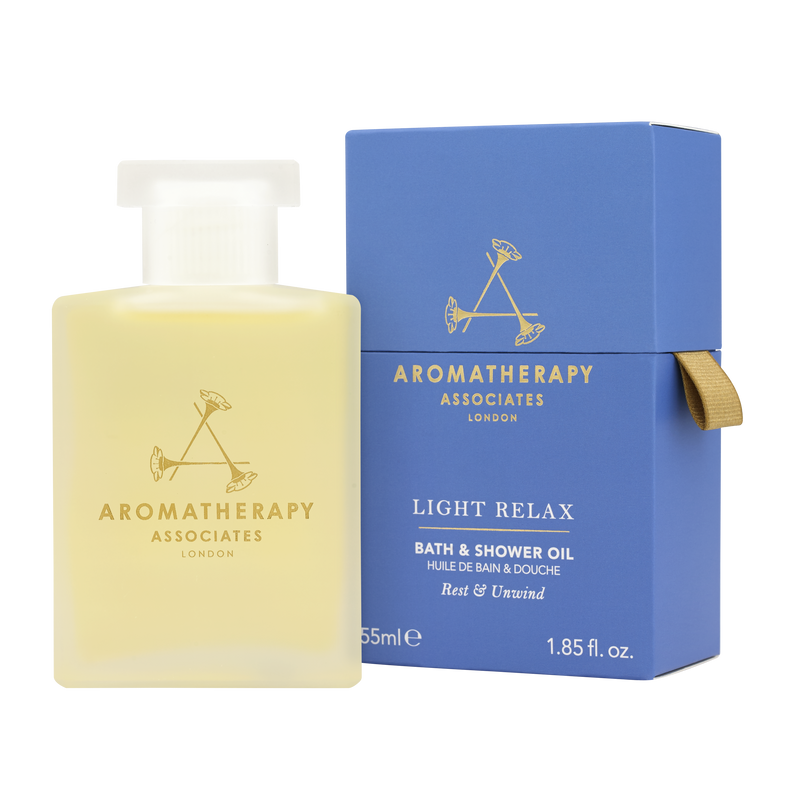 AROMATHERAPY
ASSOCIATES
LONDON
AROMATHERAPY
ASSOCIATES
LONDON
LIGHT RELAX
BATH & SHOWER OIL
HUILE DE BAIN & DOUCHE
Rest & Unwind
55ml℮
1.85 fl. oz.